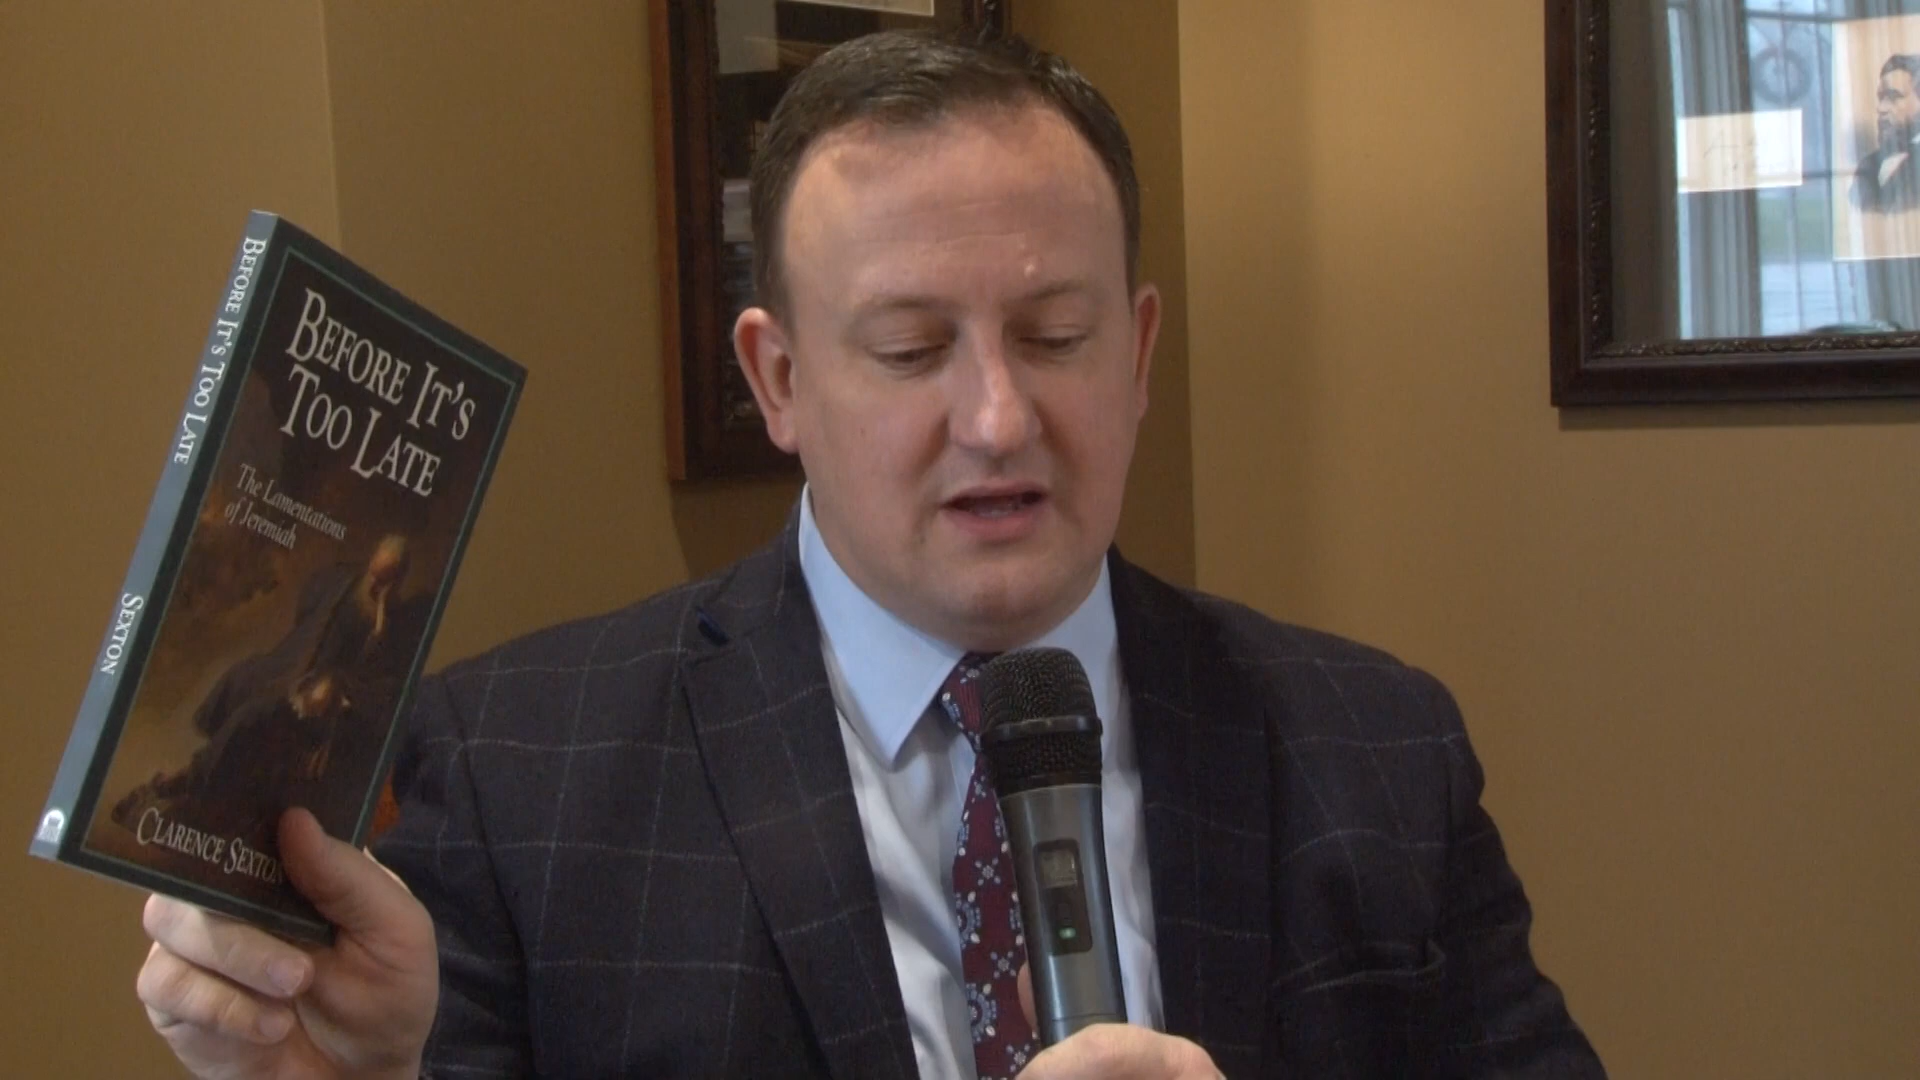 BEFORE IT'S TOO LATE
SEXTON
BEFORE IT'S
TOO LATE
The Lamentations
of Jeremiah
CLARENCE SEXTON